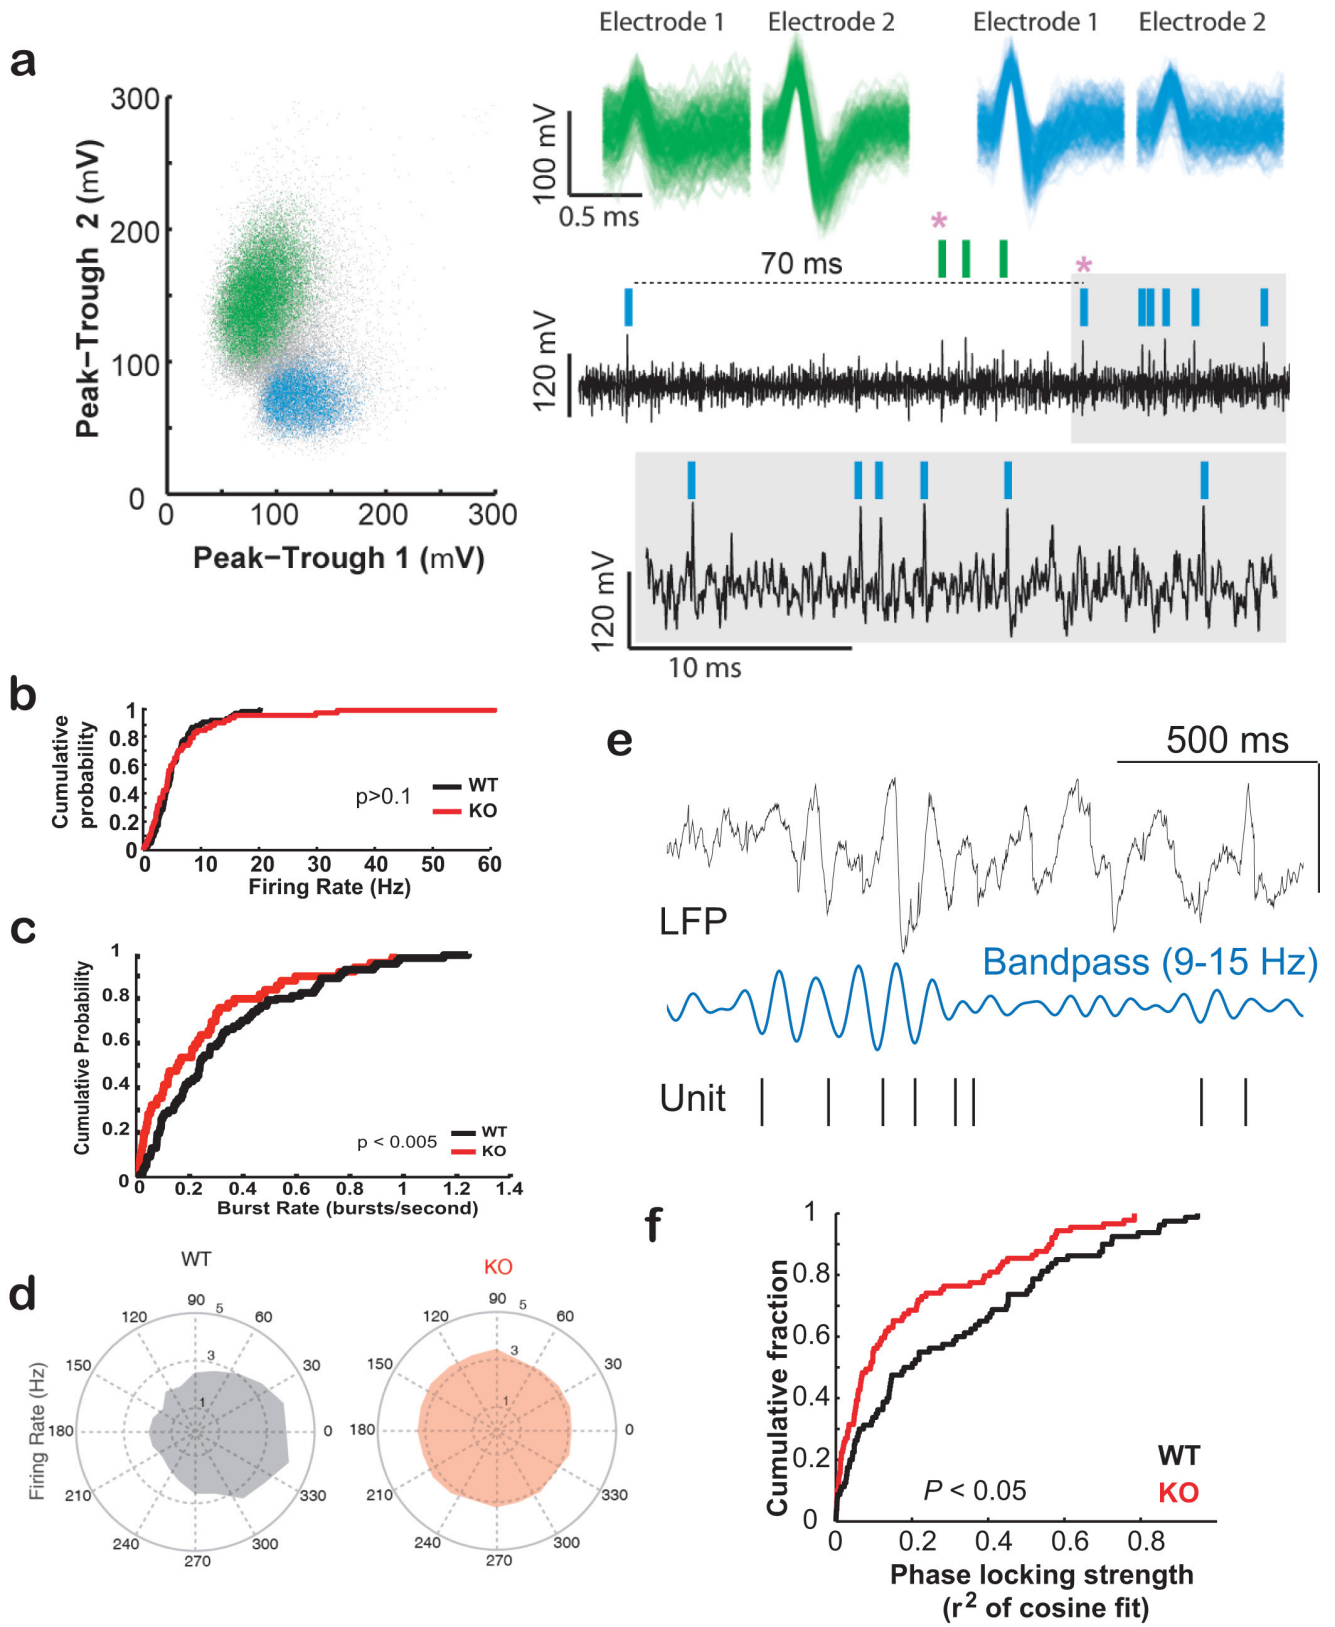 a
Electrode 1
Electrode 2
Electrode 1
Electrode 2
300
200
100
0
Peak–Trough 2 (mV)
0
100
200
300
Peak–Trough 1 (mV)
100 mV
0.5 ms
*
70 ms
*
120 mV
120 mV
10 ms
b
Cumulative
probability
1
0.8
0.6
0.4
0.2
0
p>0.1
WT
KO
0
10
20
30
40
50
60
Firing Rate (Hz)
c
Cumulative Probability
1
0.8
0.6
0.4
0.2
0
p < 0.005
WT
KO
0
0.2
0.4
0.6
0.8
1
1.2
1.4
Burst Rate (bursts/second)
d
WT
Firing Rate (Hz)
90
5
60
120
3
30
150
1
180
0
210
330
240
300
270
KO
90
5
60
120
3
30
150
1
180
0
210
330
240
300
270
e
500 ms
LFP
Bandpass (9-15 Hz)
Unit
f
Cumulative fraction
1
0.8
0.6
0.4
0.2
0
P < 0.05
WT
KO
0
0.2
0.4
0.6
0.8
Phase locking strength
(r² of cosine fit)